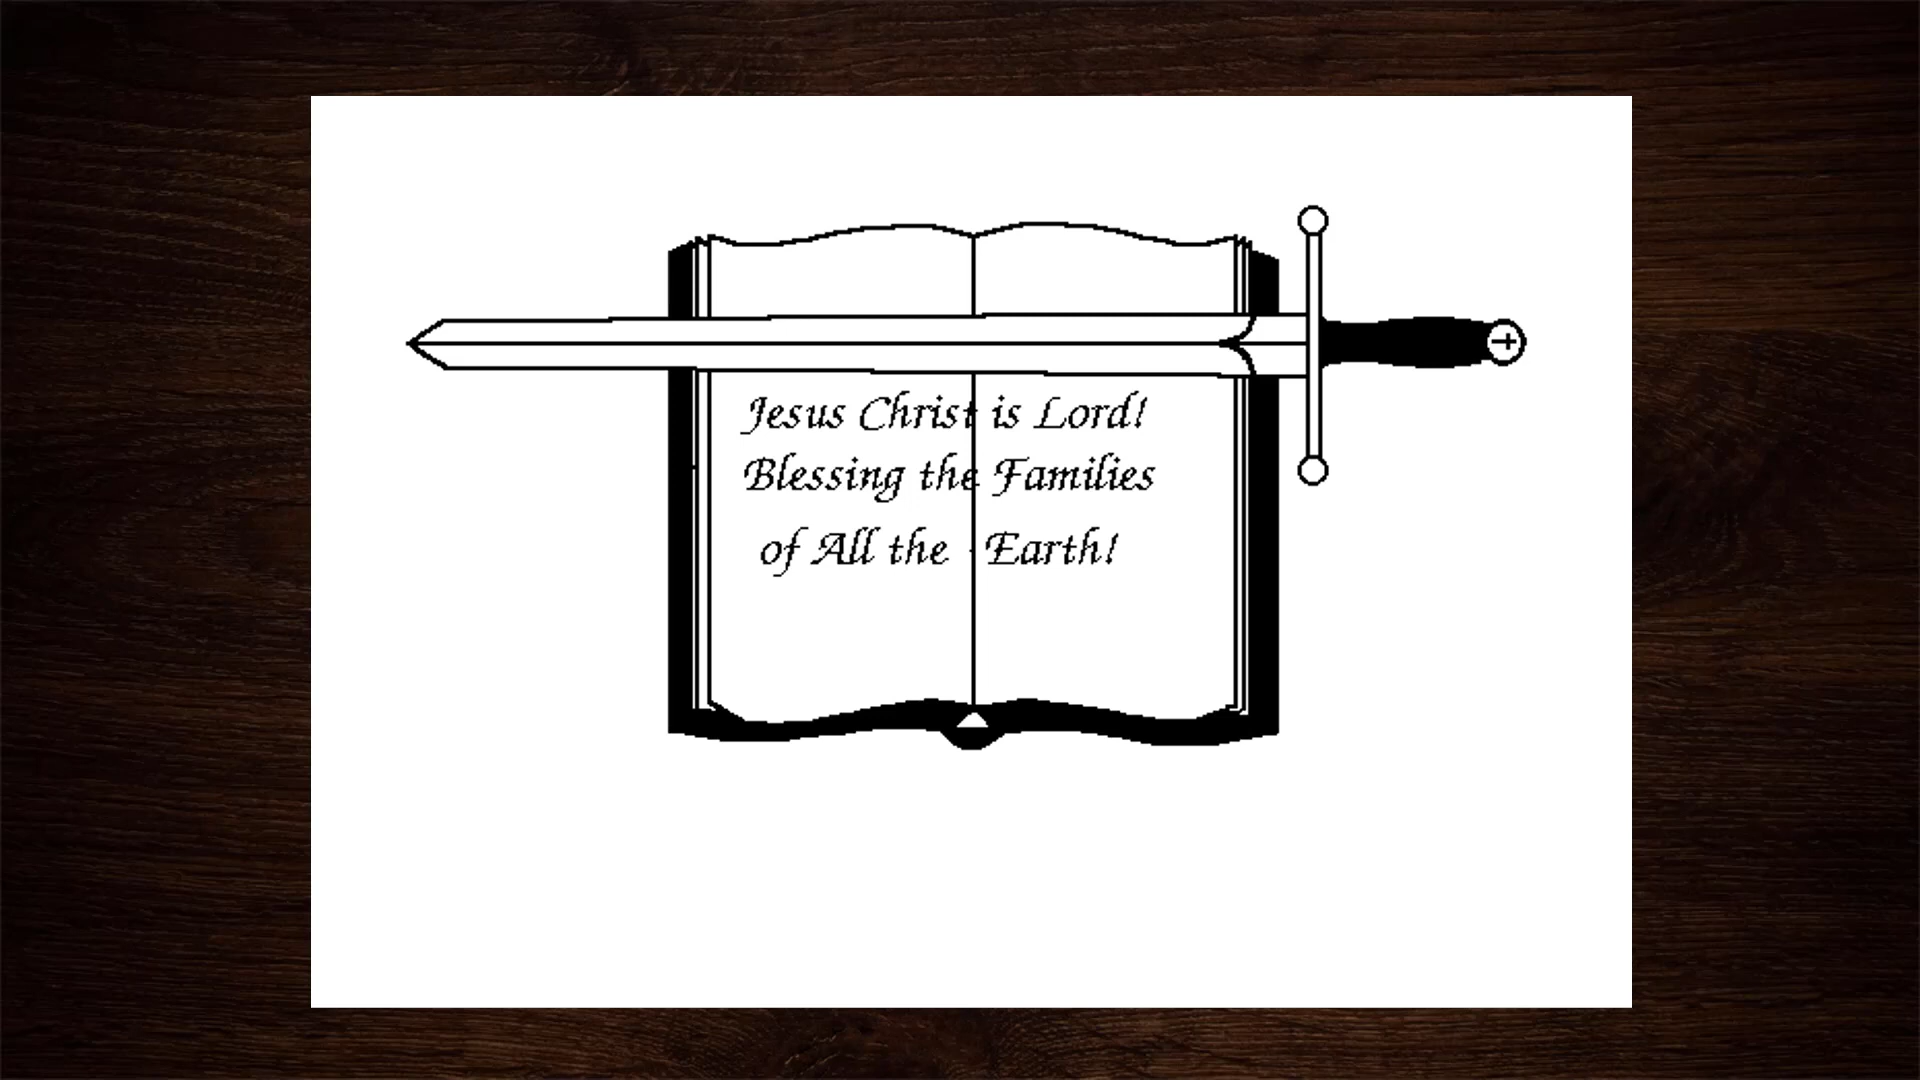 Jesus Christ is Lord!
Blessing the Families
of All the Earth!